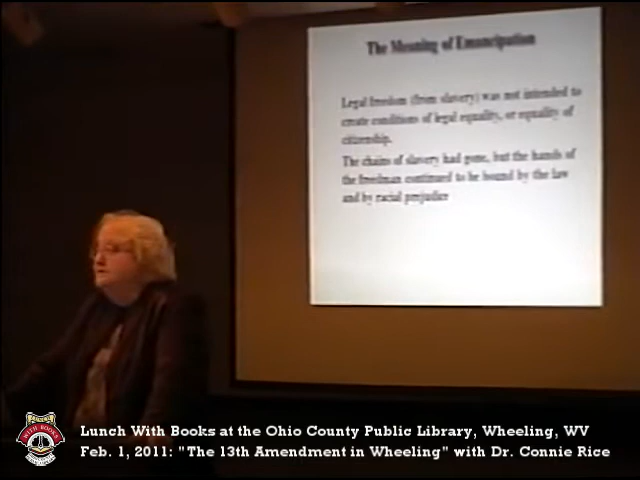 The Meaning of Emancipation
Legal freedom (from slavery) was not intended to
create conditions of legal equality, or equality of
citizenship.
The chains of slavery had gone, but the hands of
the freedman continued to be bound by the law
and by racial prejudice
LUNCH
WITH BOOKS
Lunch With Books at the Ohio County Public Library, Wheeling, WV
Feb. 1, 2011: "The 13th Amendment in Wheeling" with Dr. Connie Rice